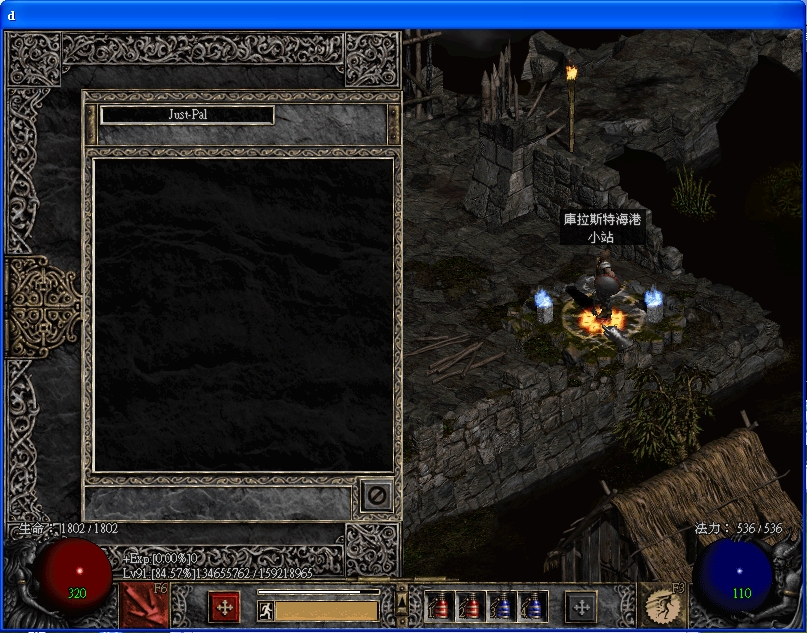 d
Just-Pal
庫拉斯特海港
小站
生命： 1802 / 1802
法力： 536 / 536
+Exp:[0.00%]0
Lv91:[84.57%]134655762 / 159218965
F6
F3
320
110